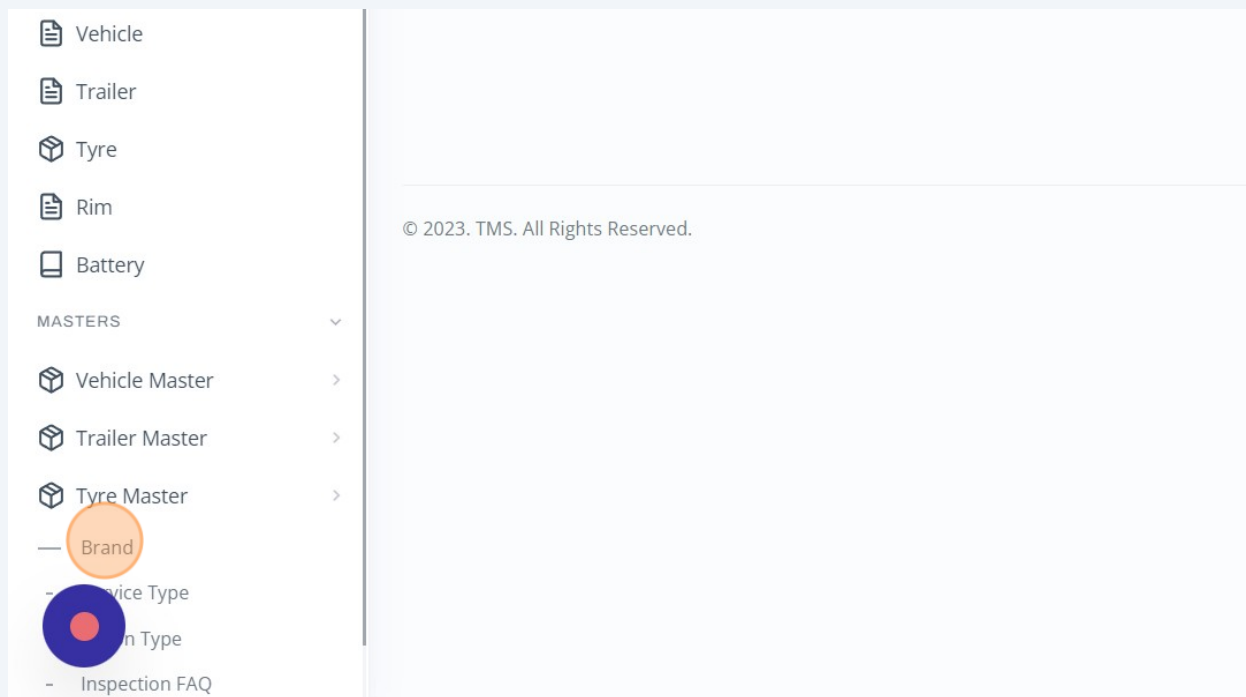 Vehicle
Trailer
Tyre
Rim
Battery
MASTERS
Vehicle Master
Trailer Master
Tyre Master
Brand
Type
Type
Inspection FAQ
© 2023. TMS. All Rights Reserved.